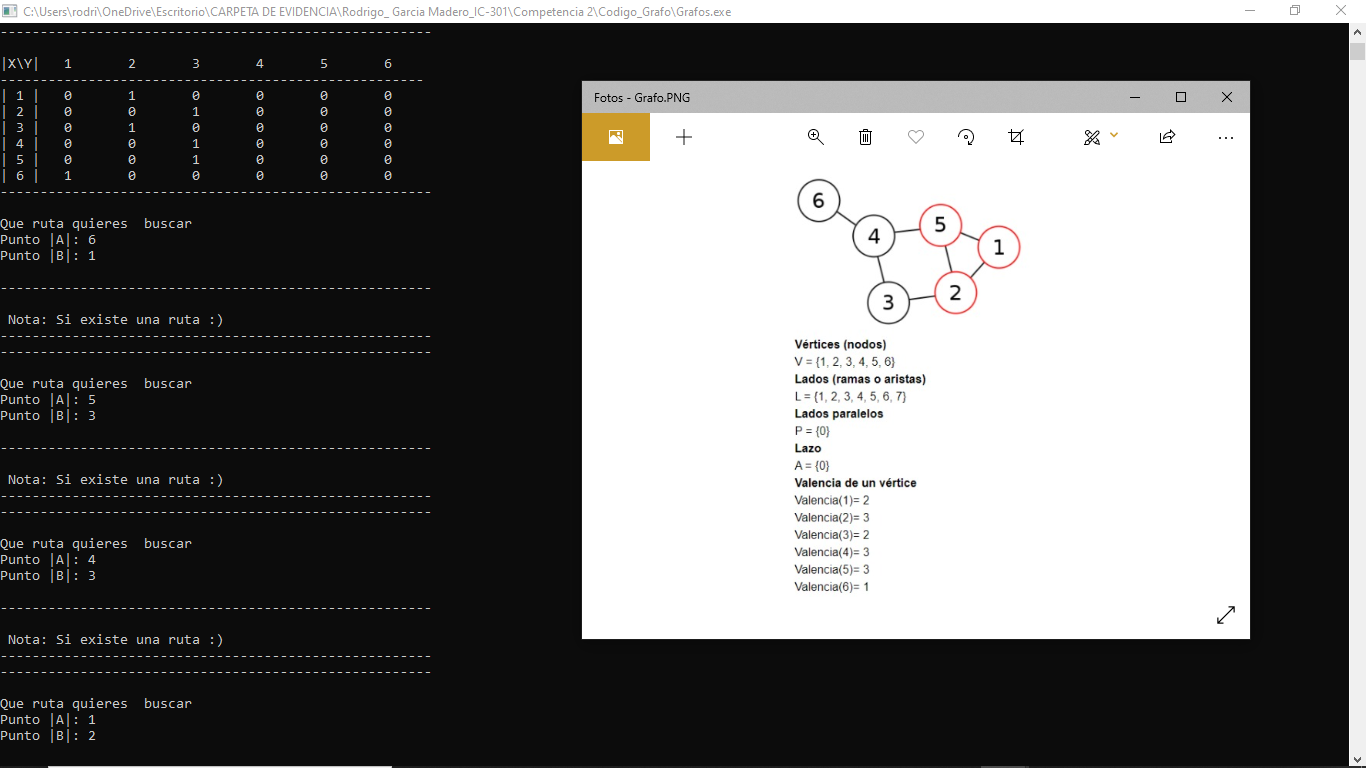 C:\Users\rodri\OneDrive\Escritorio\CARPETA DE EVIDENCIA\Rodrigo_ Garcia Madero_IC-301\Competencia 2\Codigo_Grafo\Grafos.exe
------------------------------------------------------
|X\Y|   1       2       3       4       5       6
-----------------------------------------------------
| 1 |   0       1       0       0       0       0
| 2 |   0       0       1       0       0       0
| 3 |   0       1       0       0       0       0
| 4 |   0       0       1       0       0       0
| 5 |   0       0       1       0       0       0
| 6 |   1       0       0       0       0       0
------------------------------------------------------
Que ruta quieres  buscar
Punto |A|: 6
Punto |B|: 1
------------------------------------------------------
Nota: Si existe una ruta :)
------------------------------------------------------
------------------------------------------------------
Que ruta quieres  buscar
Punto |A|: 5
Punto |B|: 3
------------------------------------------------------
Nota: Si existe una ruta :)
------------------------------------------------------
------------------------------------------------------
Que ruta quieres  buscar
Punto |A|: 4
Punto |B|: 3
------------------------------------------------------
Nota: Si existe una ruta :)
------------------------------------------------------
------------------------------------------------------
Que ruta quieres  buscar
Punto |A|: 1
Punto |B|: 2
Fotos - Grafo.PNG
6
5
4
1
2
3
Vértices (nodos)
V = {1, 2, 3, 4, 5, 6}
Lados (ramas o aristas)
L = {1, 2, 3, 4, 5, 6, 7}
Lados paralelos
P = {0}
Lazo
A = {0}
Valencia de un vértice
Valencia(1)= 2
Valencia(2)= 3
Valencia(3)= 2
Valencia(4)= 3
Valencia(5)= 3
Valencia(6)= 1